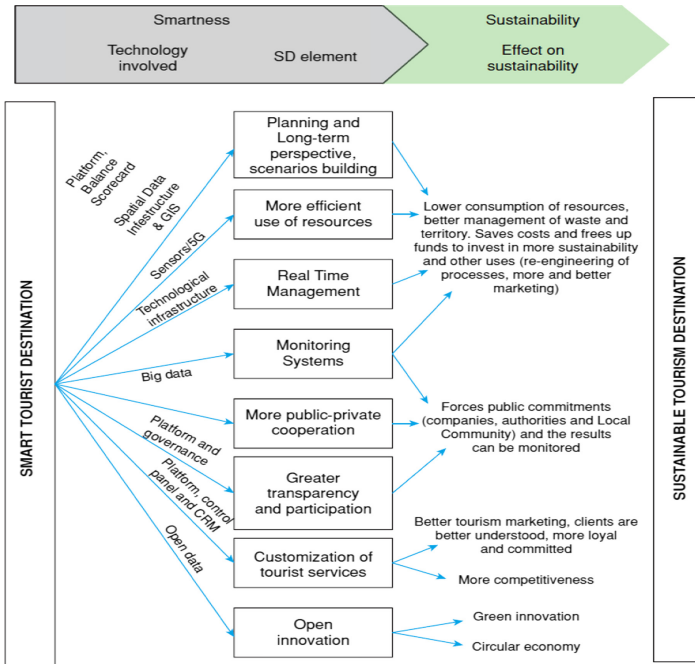 Smartness
Sustainability
Technology
involved
SD element
Effect on
sustainability
SMART TOURIST DESTINATION
Platform,
Balance
Scorecard
Spatial Data
Infestructure
& GIS
Sensors/5G
Technological
infrastructure
Big data
Platform and
governance
Platform, control
panel and CRM
Open data
Planning and
Long-term
perspective,
scenarios building
More efficient
use of resources
Real Time
Management
Monitoring
Systems
More public-private
cooperation
Greater
transparency
and participation
Customization of
tourist services
Open
innovation
Lower consumption of resources,
better management of waste and
territory. Saves costs and frees up
funds to invest in more sustainability
and other uses (re-engineering of
processes, more and better
marketing)
Forces public commitments
(companies, authorities and Local
Community) and the results
can be monitored
Better tourism marketing, clients are
better understood, more loyal
and committed
More competitiveness
Green innovation
Circular economy
SUSTAINABLE TOURISM DESTINATION